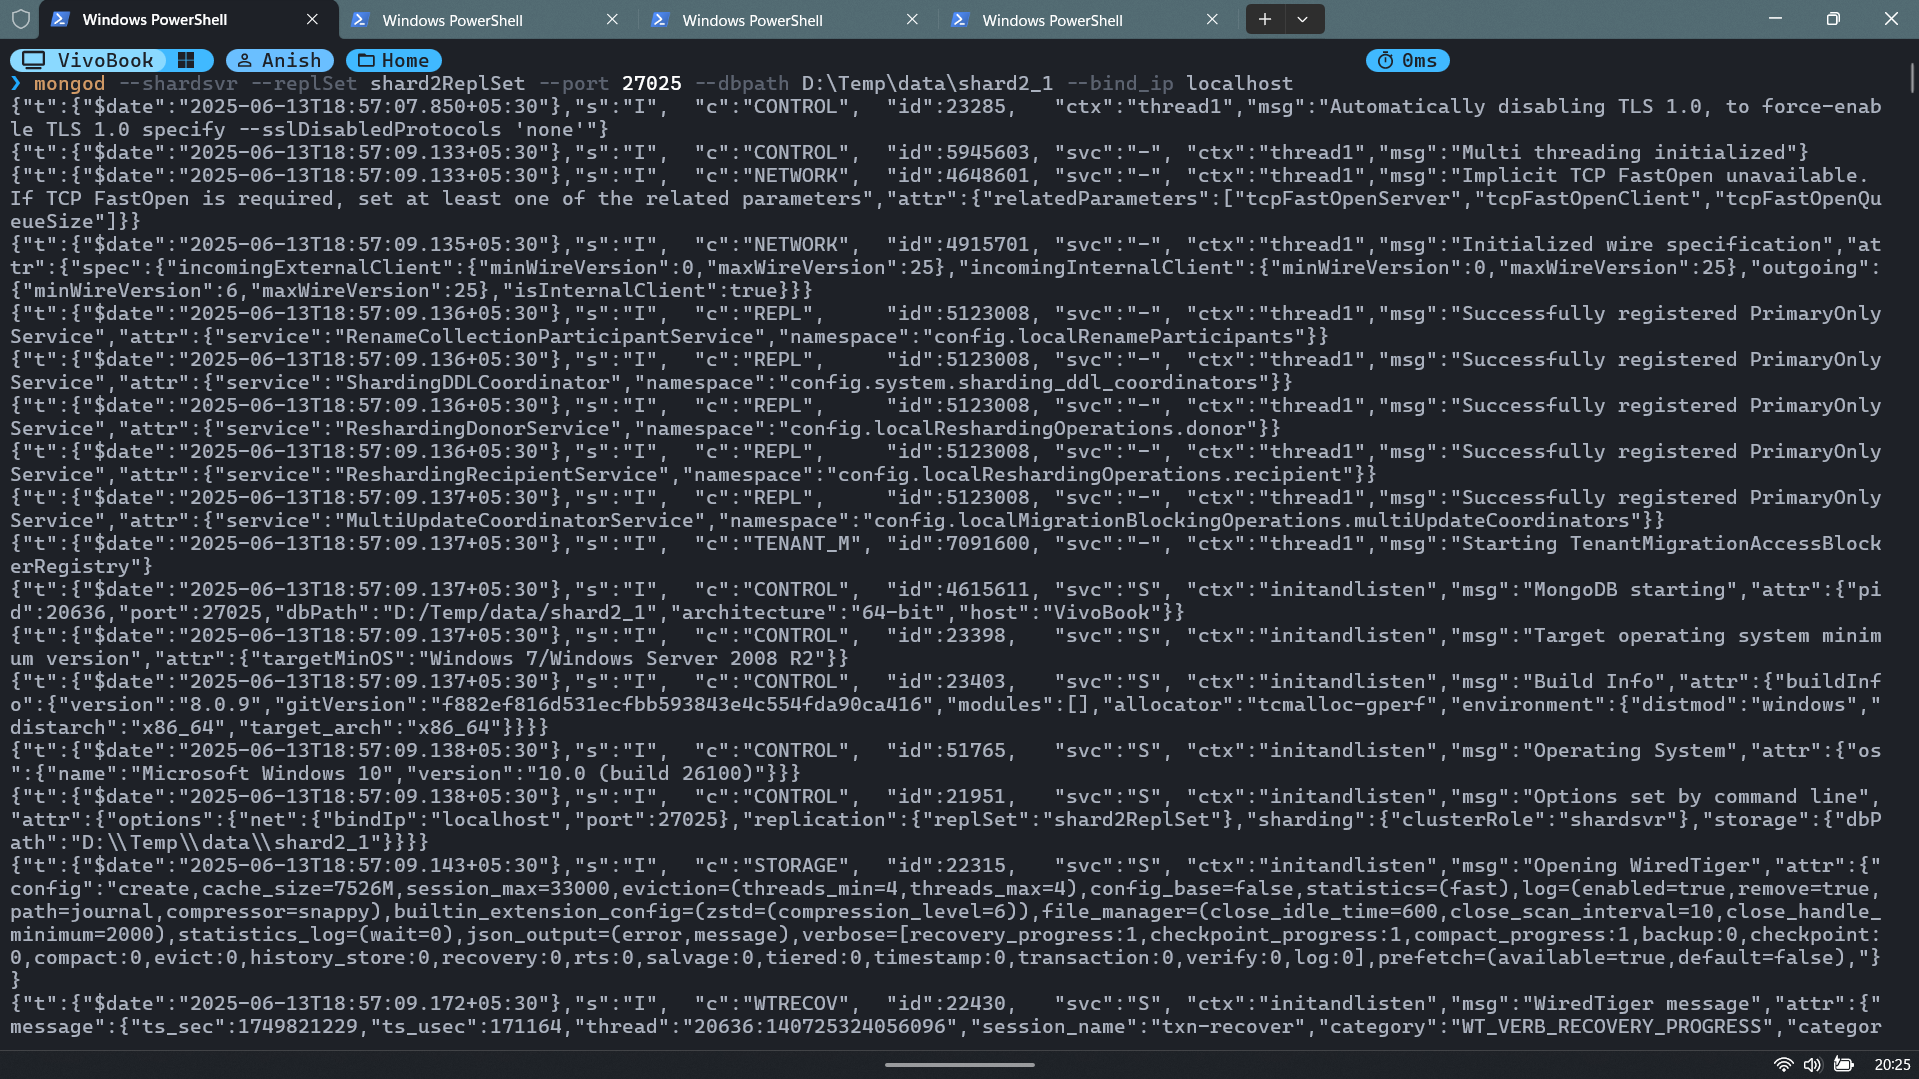 Windows PowerShell
Windows PowerShell
Windows PowerShell
Windows PowerShell
VivoBook Anish Home 0ms
❯ mongod --shardsvr --replSet shard2ReplSet --port 27025 --dbpath D:\Temp\data\shard2_1 --bind_ip localhost
{"t":{"$date":"2025-06-13T18:57:07.850+05:30"},"s":"I",  "c":"CONTROL",  "id":23285,   "ctx":"thread1","msg":"Automatically disabling TLS 1.0, to force-enab
le TLS 1.0 specify --sslDisabledProtocols 'none'"}
{"t":{"$date":"2025-06-13T18:57:09.133+05:30"},"s":"I",  "c":"CONTROL",  "id":5945603, "svc":"-", "ctx":"thread1","msg":"Multi threading initialized"}
{"t":{"$date":"2025-06-13T18:57:09.133+05:30"},"s":"I",  "c":"NETWORK",  "id":4648601, "svc":"-", "ctx":"thread1","msg":"Implicit TCP FastOpen unavailable.
If TCP FastOpen is required, set at least one of the related parameters","attr":{"relatedParameters":["tcpFastOpenServer","tcpFastOpenClient","tcpFastOpenQu
eueSize"]}}
{"t":{"$date":"2025-06-13T18:57:09.135+05:30"},"s":"I",  "c":"NETWORK",  "id":4915701, "svc":"-", "ctx":"thread1","msg":"Initialized wire specification","at
tr":{"spec":{"incomingExternalClient":{"minWireVersion":0,"maxWireVersion":25},"incomingInternalClient":{"minWireVersion":0,"maxWireVersion":25},"outgoing":
{"minWireVersion":6,"maxWireVersion":25},"isInternalClient":true}}}
{"t":{"$date":"2025-06-13T18:57:09.136+05:30"},"s":"I",  "c":"REPL",     "id":5123008, "svc":"-", "ctx":"thread1","msg":"Successfully registered PrimaryOnly
Service","attr":{"service":"RenameCollectionParticipantService","namespace":"config.localRenameParticipants"}}
{"t":{"$date":"2025-06-13T18:57:09.136+05:30"},"s":"I",  "c":"REPL",     "id":5123008, "svc":"-", "ctx":"thread1","msg":"Successfully registered PrimaryOnly
Service","attr":{"service":"ShardingDDLCoordinator","namespace":"config.system.sharding_ddl_coordinators"}}
{"t":{"$date":"2025-06-13T18:57:09.136+05:30"},"s":"I",  "c":"REPL",     "id":5123008, "svc":"-", "ctx":"thread1","msg":"Successfully registered PrimaryOnly
Service","attr":{"service":"ReshardingDonorService","namespace":"config.localReshardingOperations.donor"}}
{"t":{"$date":"2025-06-13T18:57:09.136+05:30"},"s":"I",  "c":"REPL",     "id":5123008, "svc":"-", "ctx":"thread1","msg":"Successfully registered PrimaryOnly
Service","attr":{"service":"ReshardingRecipientService","namespace":"config.localReshardingOperations.recipient"}}
{"t":{"$date":"2025-06-13T18:57:09.137+05:30"},"s":"I",  "c":"REPL",     "id":5123008, "svc":"-", "ctx":"thread1","msg":"Successfully registered PrimaryOnly
Service","attr":{"service":"MultiUpdateCoordinatorService","namespace":"config.localMigrationBlockingOperations.multiUpdateCoordinators"}}
{"t":{"$date":"2025-06-13T18:57:09.137+05:30"},"s":"I",  "c":"TENANT_M", "id":7091600, "svc":"-", "ctx":"thread1","msg":"Starting TenantMigrationAccessBlock
erRegistry"}
{"t":{"$date":"2025-06-13T18:57:09.137+05:30"},"s":"I",  "c":"CONTROL",  "id":4615611, "svc":"S", "ctx":"initandlisten","msg":"MongoDB starting","attr":{"pi
d":20636,"port":27025,"dbPath":"D:/Temp/data/shard2_1","architecture":"64-bit","host":"VivoBook"}}
{"t":{"$date":"2025-06-13T18:57:09.137+05:30"},"s":"I",  "c":"CONTROL",  "id":23398,   "svc":"S", "ctx":"initandlisten","msg":"Target operating system minim
um version","attr":{"targetMinOS":"Windows 7/Windows Server 2008 R2"}}
{"t":{"$date":"2025-06-13T18:57:09.137+05:30"},"s":"I",  "c":"CONTROL",  "id":23403,   "svc":"S", "ctx":"initandlisten","msg":"Build Info","attr":{"buildInf
o":{"version":"8.0.9","gitVersion":"f882ef816d531ecfbb593843e4c554fda90ca416","modules":[],"allocator":"tcmalloc-gperf","environment":{"distmod":"windows","
distarch":"x86_64","target_arch":"x86_64"}}}}
{"t":{"$date":"2025-06-13T18:57:09.138+05:30"},"s":"I",  "c":"CONTROL",  "id":51765,   "svc":"S", "ctx":"initandlisten","msg":"Operating System","attr":{"os
":{"name":"Microsoft Windows 10","version":"10.0 (build 26100)"}}}
{"t":{"$date":"2025-06-13T18:57:09.138+05:30"},"s":"I",  "c":"CONTROL",  "id":21951,   "svc":"S", "ctx":"initandlisten","msg":"Options set by command line",
"attr":{"options":{"net":{"bindIp":"localhost","port":27025},"replication":{"replSet":"shard2ReplSet"},"sharding":{"clusterRole":"shardsvr"},"storage":{"dbP
ath":"D:\\Temp\\data\\shard2_1"}}}}
{"t":{"$date":"2025-06-13T18:57:09.143+05:30"},"s":"I",  "c":"STORAGE",  "id":22315,   "svc":"S", "ctx":"initandlisten","msg":"Opening WiredTiger","attr":{"
config":"create,cache_size=7526M,session_max=33000,eviction=(threads_min=4,threads_max=4),config_base=false,statistics=(fast),log=(enabled=true,remove=true,
path=journal,compressor=snappy),builtin_extension_config=(zstd=(compression_level=6)),file_manager=(close_idle_time=600,close_scan_interval=10,close_handle_
minimum=2000),statistics_log=(wait=0),json_output=(error,message),verbose=[recovery_progress:1,checkpoint_progress:1,compact_progress:1,backup:0,checkpoint:
0,compact:0,evict:0,history_store:0,recovery:0,rts:0,salvage:0,tiered:0,timestamp:0,transaction:0,verify:0,log:0],prefetch=(available=true,default=false),"}
}
{"t":{"$date":"2025-06-13T18:57:09.172+05:30"},"s":"I",  "c":"WTRECOV",  "id":22430,   "svc":"S", "ctx":"initandlisten","msg":"WiredTiger message","attr":{"
message":{"ts_sec":1749821229,"ts_usec":171164,"thread":"20636:140725324056096","session_name":"txn-recover","category":"WT_VERB_RECOVERY_PROGRESS","categor
20:25